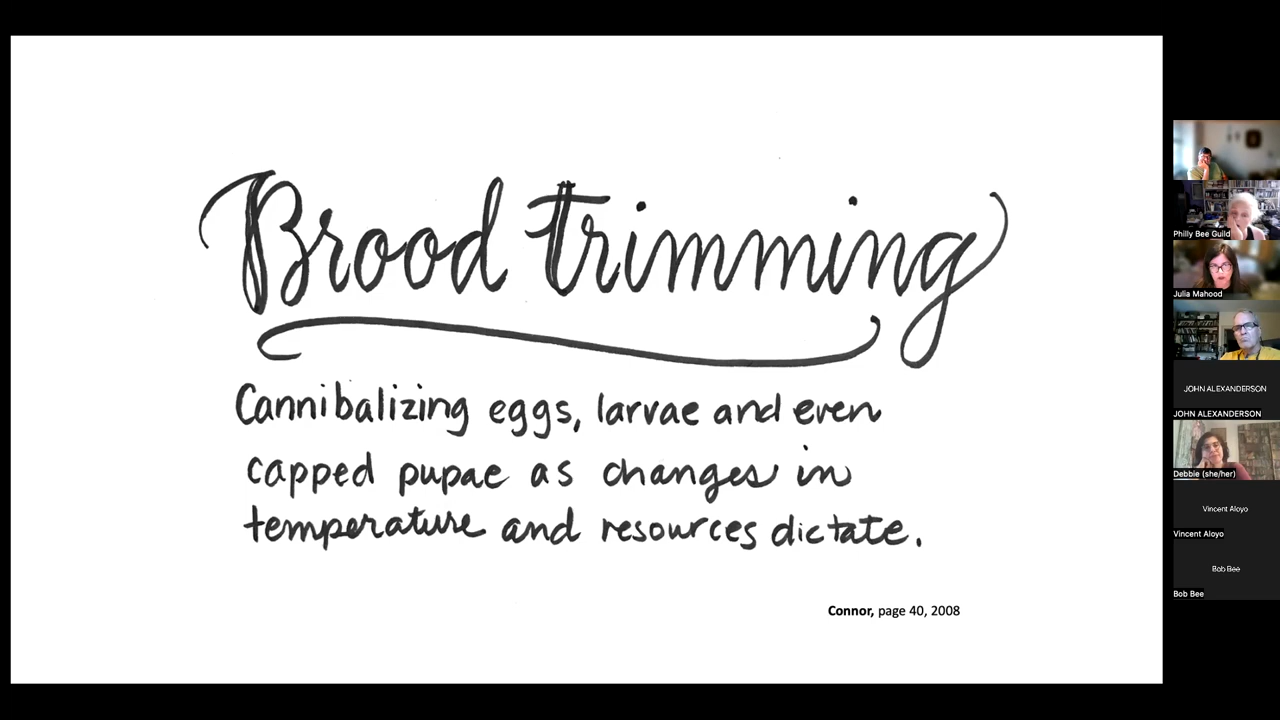 Brood trimming
Cannibalizing eggs, larvae and even
capped pupae as changes in
temperature and resources dictate.
Connor, page 40, 2008
Philly Bee Guild
Julia Mahood
JOHN ALEXANDERSON
JOHN ALEXANDERSON
Debbie (she/her)
Vincent Aloyo
Vincent Aloyo
Bob Bee
Bob Bee